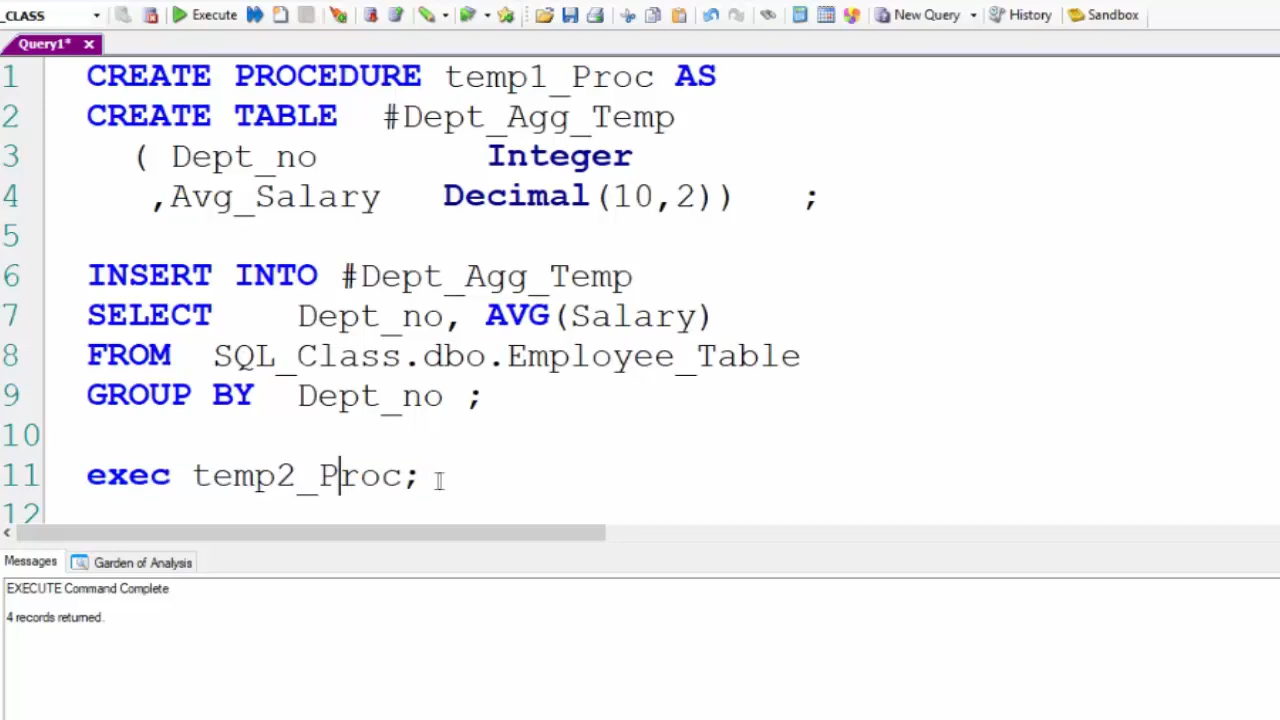 _CLASS Execute New Query History Sandbox
Query1* x
1 CREATE PROCEDURE temp1_Proc AS
2 CREATE TABLE #Dept_Agg_Temp
3 ( Dept_no Integer
4 ,Avg_Salary Decimal(10,2)) ;
5
6 INSERT INTO #Dept_Agg_Temp
7 SELECT Dept_no, AVG(Salary)
8 FROM SQL_Class.dbo.Employee_Table
9 GROUP BY Dept_no ;
10
11 exec temp2_Proc;
12
Messages Garden of Analysis
EXECUTE Command Complete
4 records returned.